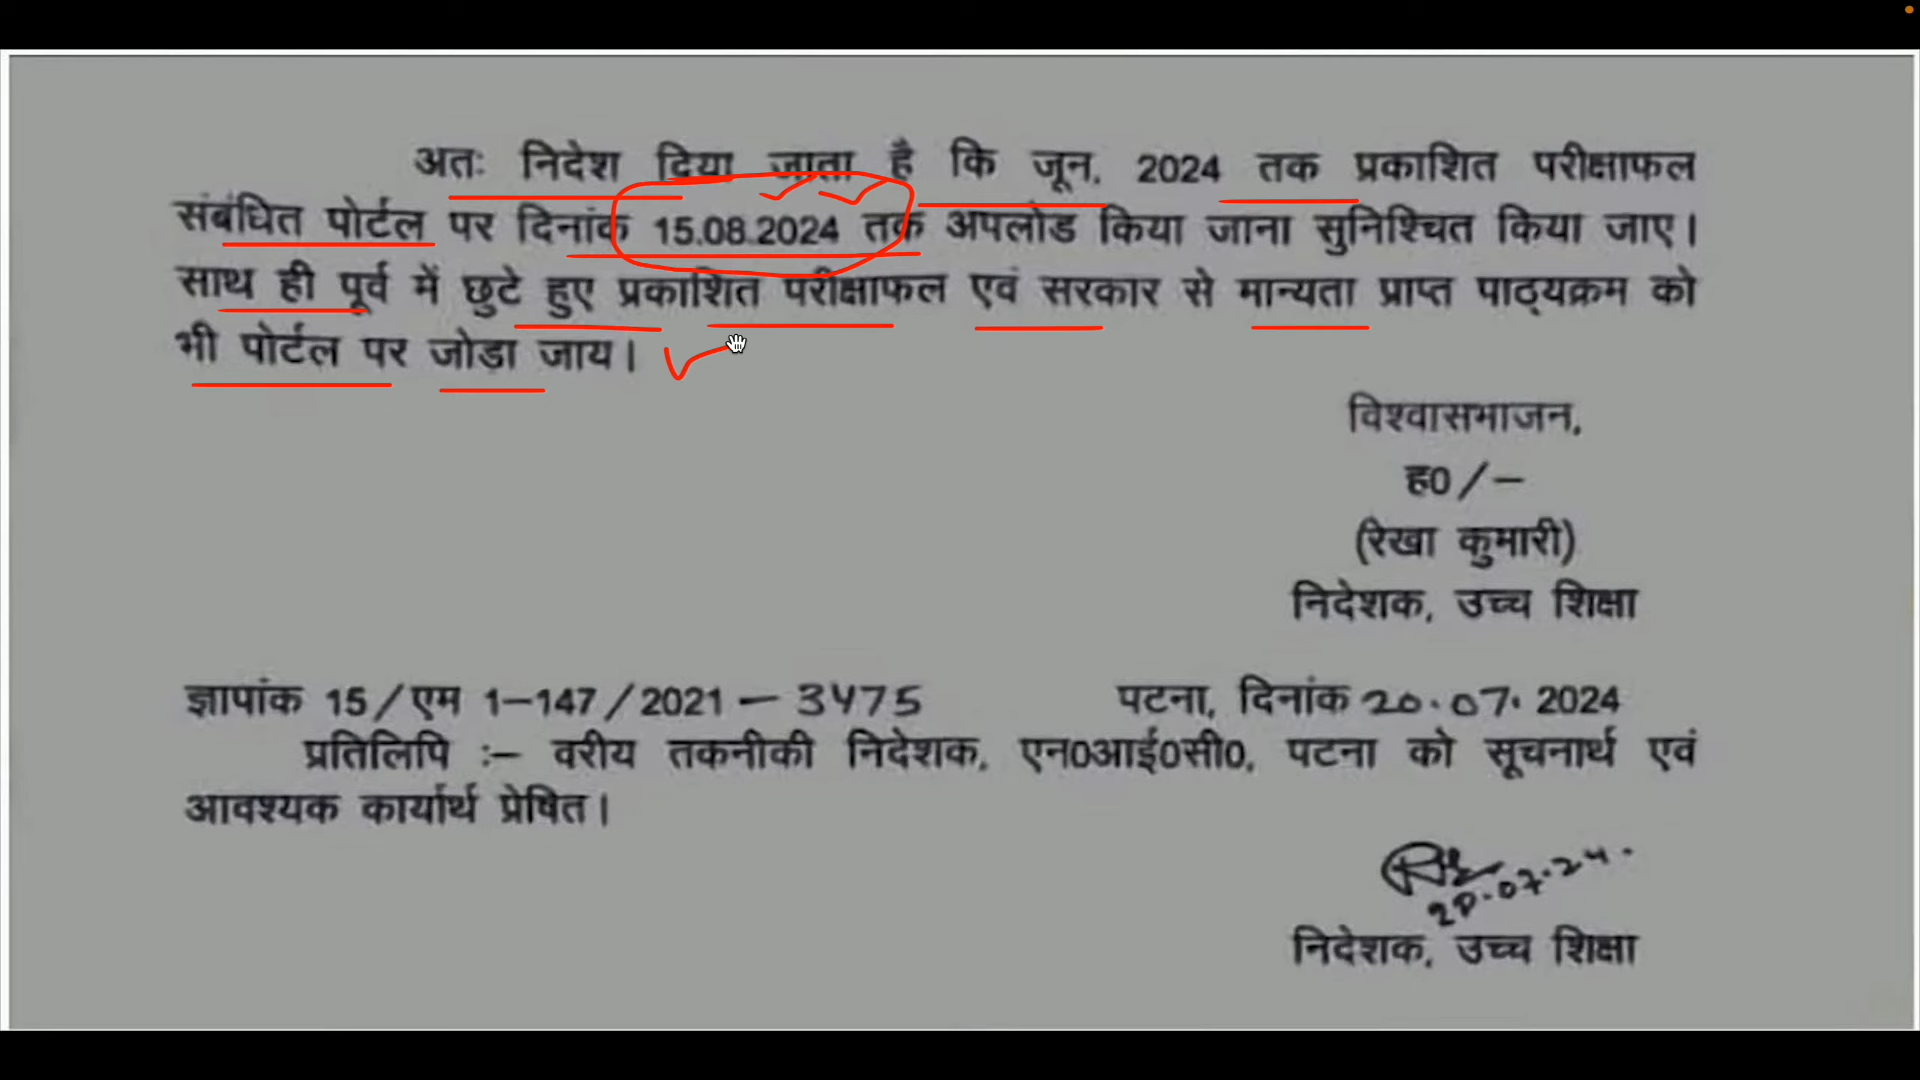 अतः निदेश दिया जाता है कि जून, 2024 तक प्रकाशित परीक्षाफल
संबंधित पोर्टल पर दिनांक 15.08.2024 तक अपलोड किया जाना सुनिश्चित किया जाए।
साथ ही पूर्व में छुटे हुए प्रकाशित परीक्षाफल एवं सरकार से मान्यता प्राप्त पाठ्यक्रम को
भी पोर्टल पर जोडा जाय।
विश्वासभाजन,
ह0/–
(रेखा कुमारी)
निदेशक, उच्च शिक्षा
ज्ञापांक 15/एम 1–147/2021 – 3475 पटना, दिनांक 20.07.2024
प्रतिलिपि :– वरीय तकनीकी निदेशक, एन0आई0सी0, पटना को सूचनार्थ एवं
आवश्यक कार्यार्थ प्रेषित।
20.07.24.
निदेशक, उच्च शिक्षा